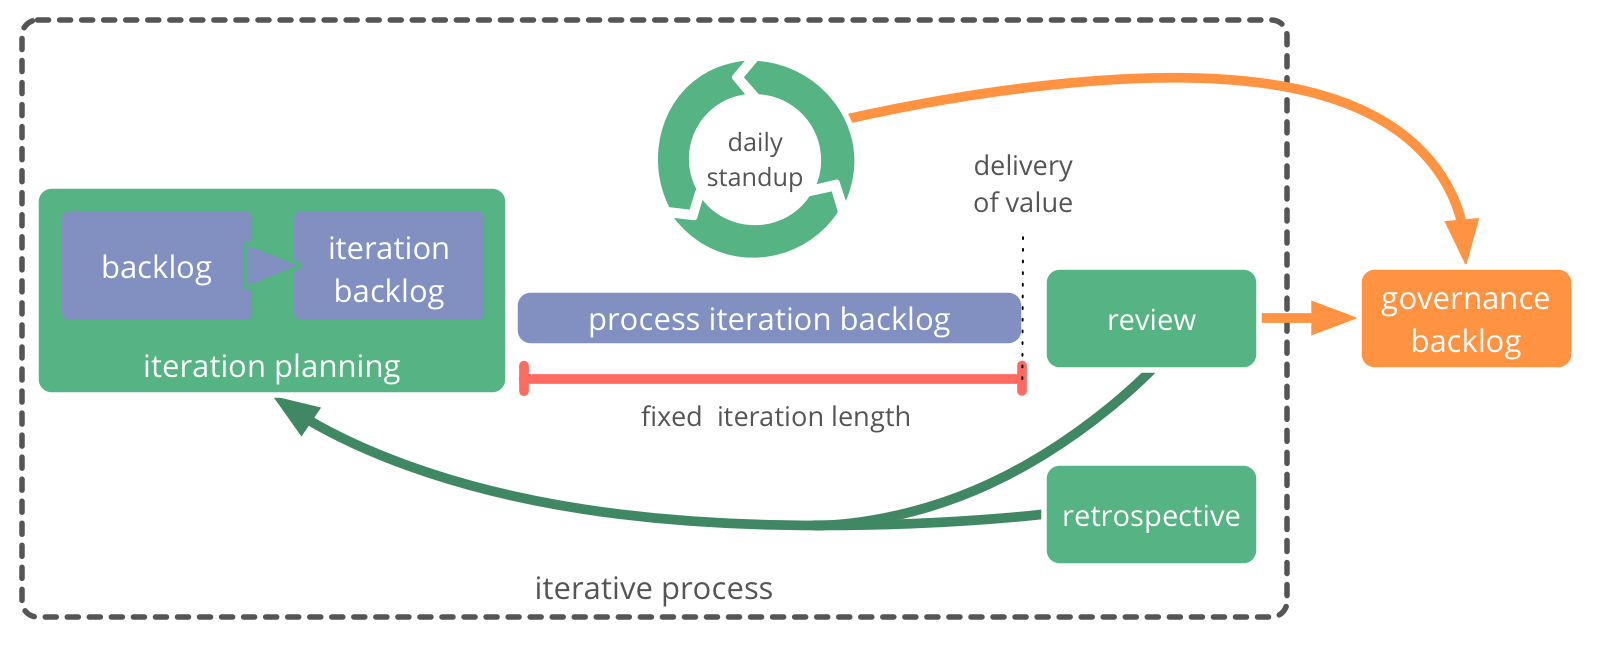 daily
standup
delivery
of value
backlog
iteration
backlog
iteration planning
process iteration backlog
fixed iteration length
review
governance
backlog
retrospective
iterative process